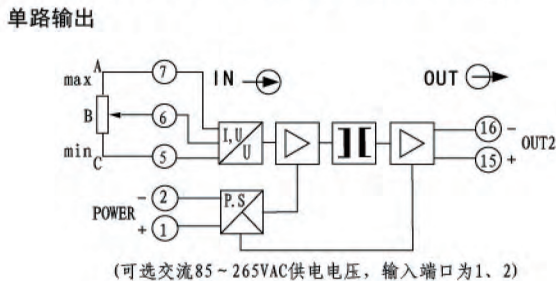 单路输出
IN OUT
max A 7
B 6
min C 5
I,U
U
16 -
OUT2
15 +
POWER
- 2
+ 1
P.S
(可选交流85~265VAC供电电压，输入端口为1、2)